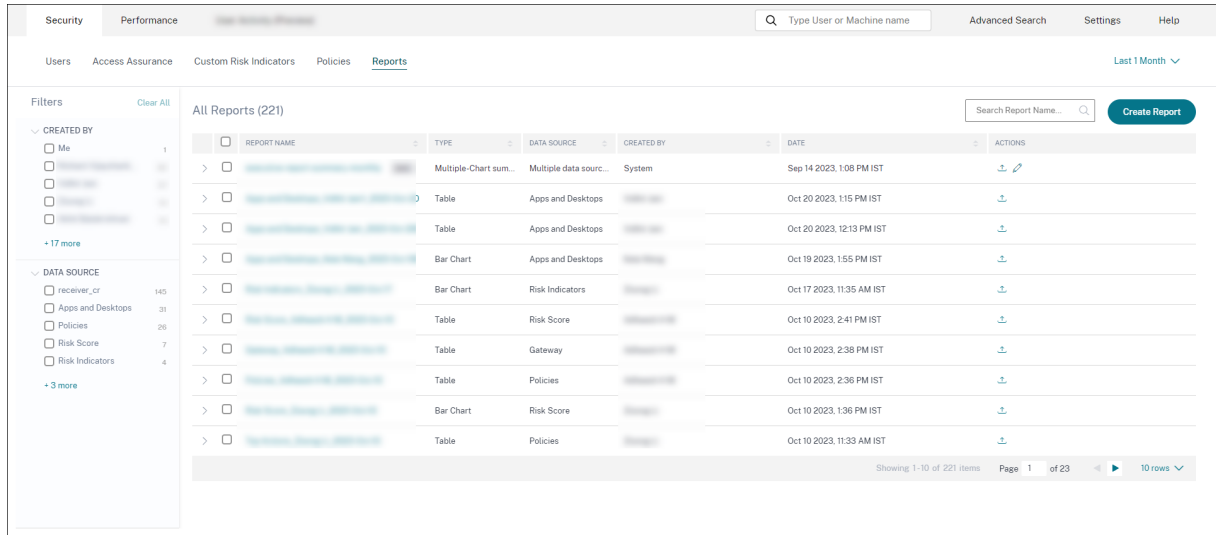 Security Performance Type User or Machine name Advanced Search Settings Help
Users Access Assurance Custom Risk Indicators Policies Reports Last 1 Month
Filters Clear All
All Reports (221) Search Report Name... Create Report
CREATED BY
Me 1
+ 17 more
DATA SOURCE
receiver_cr 145
Apps and Desktops 31
Policies 26
Risk Score 7
Risk Indicators 4
+ 3 more
REPORT NAME TYPE DATA SOURCE CREATED BY DATE ACTIONS
Multiple-Chart sum... Multiple data sourc... System Sep 14 2023, 1:08 PM IST
Table Apps and Desktops Oct 20 2023, 1:15 PM IST
Table Apps and Desktops Oct 20 2023, 12:13 PM IST
Bar Chart Apps and Desktops Oct 19 2023, 1:55 PM IST
Bar Chart Risk Indicators Oct 17 2023, 11:35 AM IST
Table Risk Score Oct 10 2023, 2:41 PM IST
Table Gateway Oct 10 2023, 2:38 PM IST
Table Policies Oct 10 2023, 2:36 PM IST
Bar Chart Risk Score Oct 10 2023, 1:36 PM IST
Table Policies Oct 10 2023, 11:33 AM IST
Showing 1-10 of 221 items Page 1 of 23 10 rows